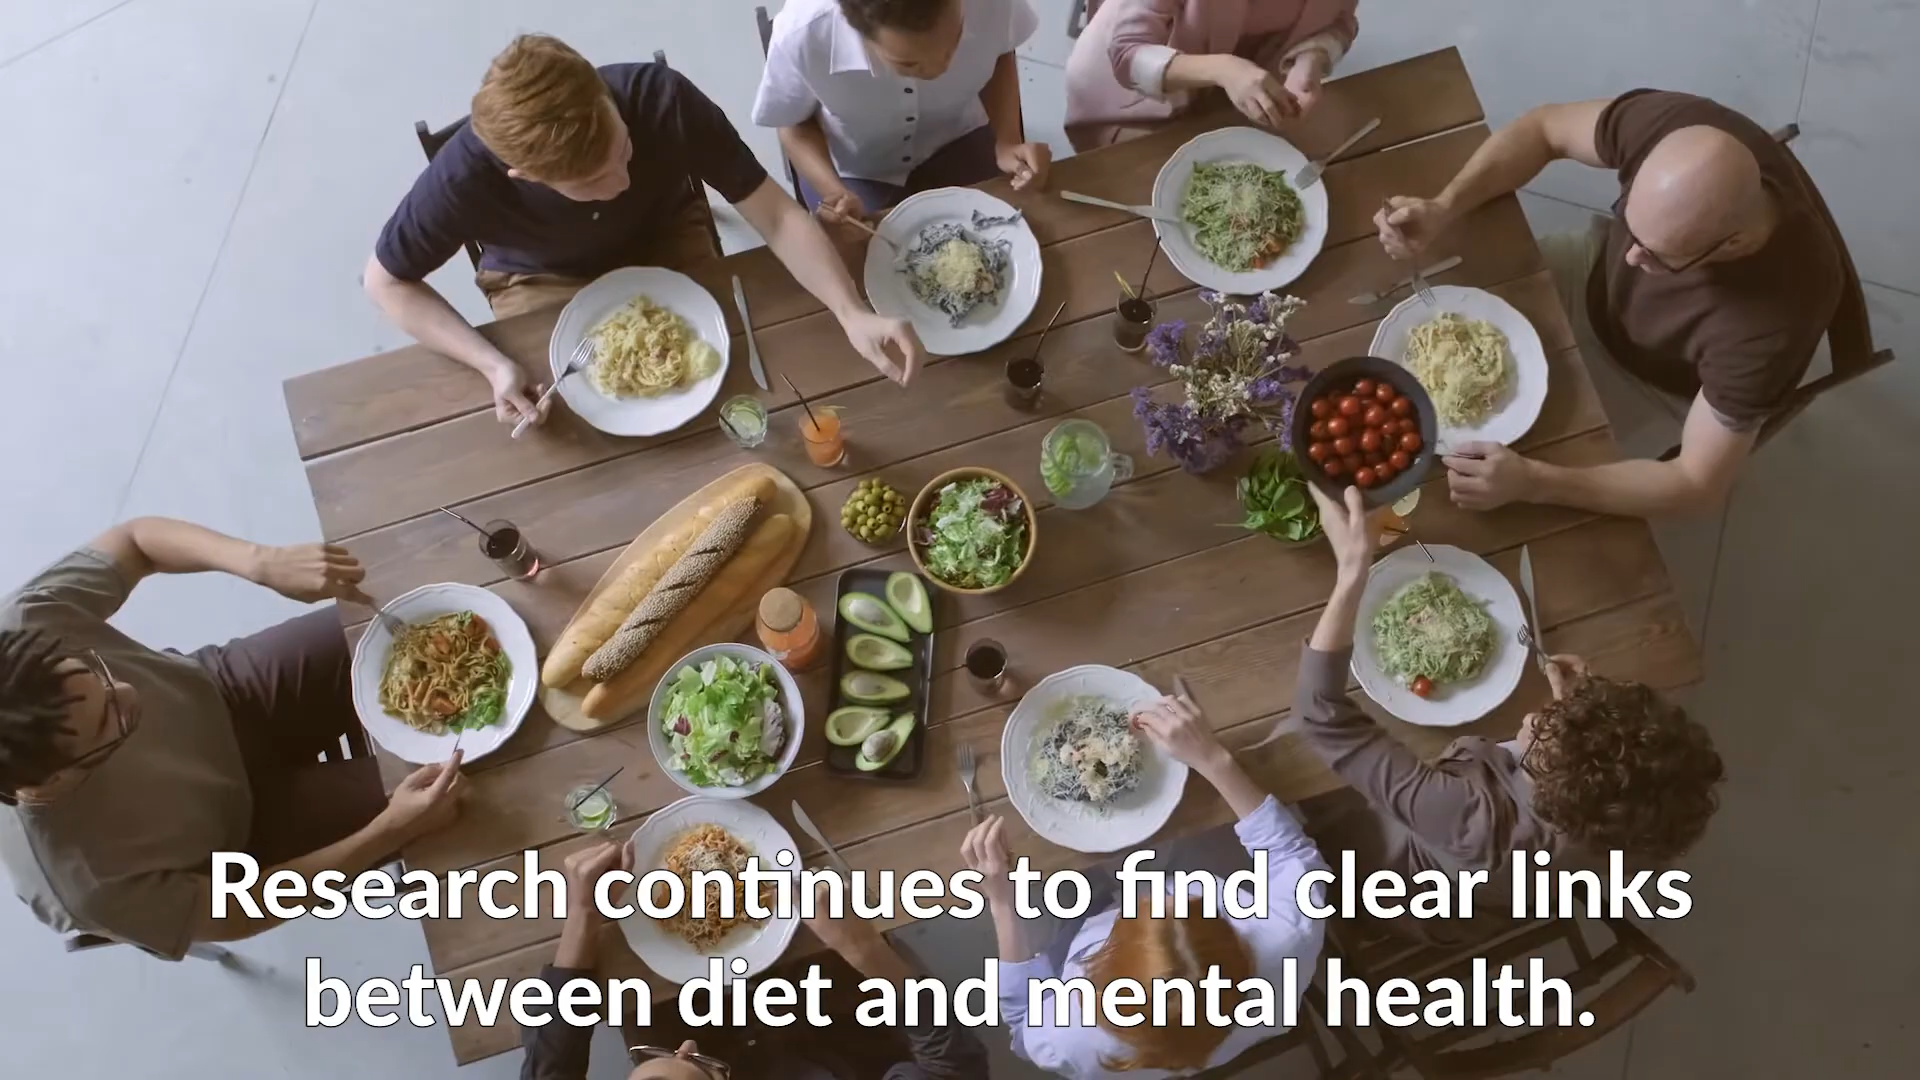 Research continues to find clear links
between diet and mental health.